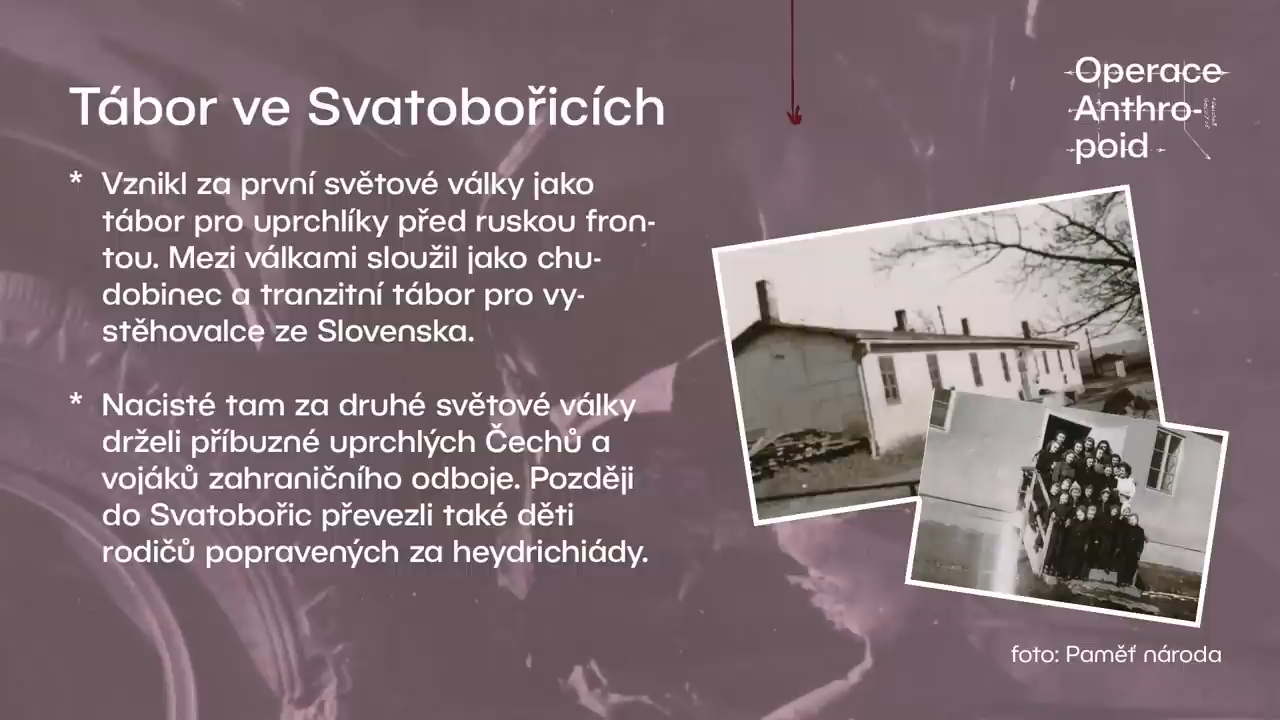 Operace
Anthro-
poid
Tábor ve Svatobořicích
* Vznikl za první světové války jako
tábor pro uprchlíky před ruskou fron-
tou. Mezi válkami sloužil jako chu-
dobinec a tranzitní tábor pro vy-
stěhovalce ze Slovenska.
* Nacisté tam za druhé světové války
drželi příbuzné uprchlých Čechů a
vojáků zahraničního odboje. Později
do Svatobořic převezli také děti
rodičů popravených za heydrichiády.
foto: Paměť národa